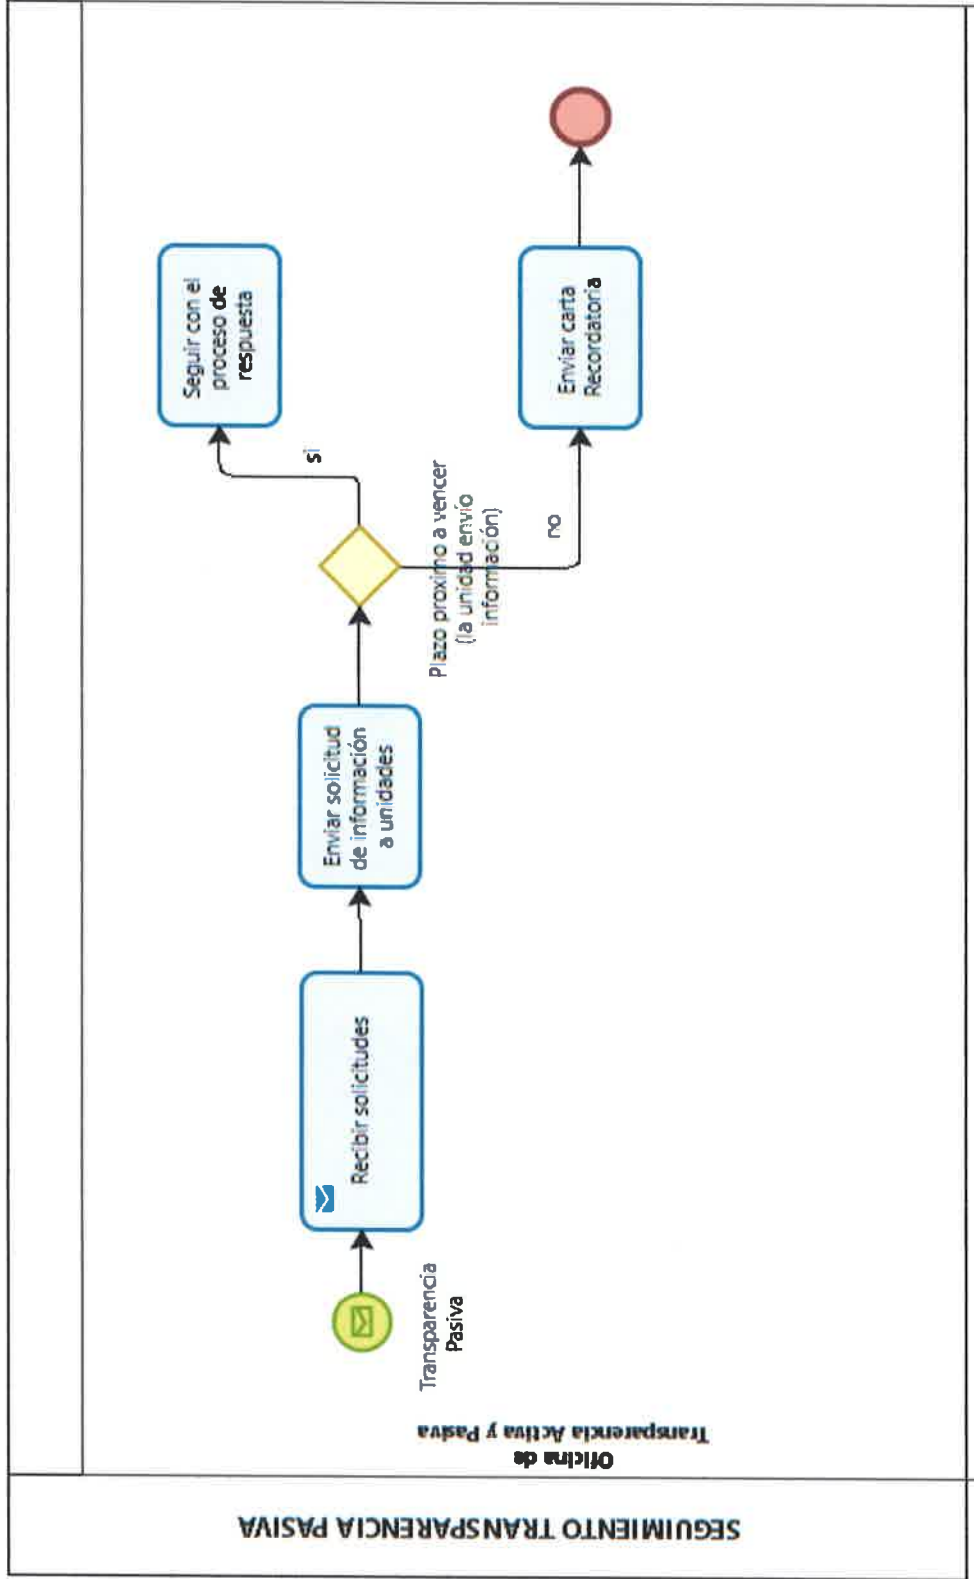 SEGUIMIENTO TRANSPARENCIA PASIVA
Oficina de
Transparencia Activa y Pasiva
Transparencia
Pasiva
Recibir solicitudes
Enviar solicitud
de información
a unidades
Plazo proximo a vencer
(la unidad envío
información)
si
Seguir con el
proceso de
respuesta
no
Enviar carta
Recordatoria